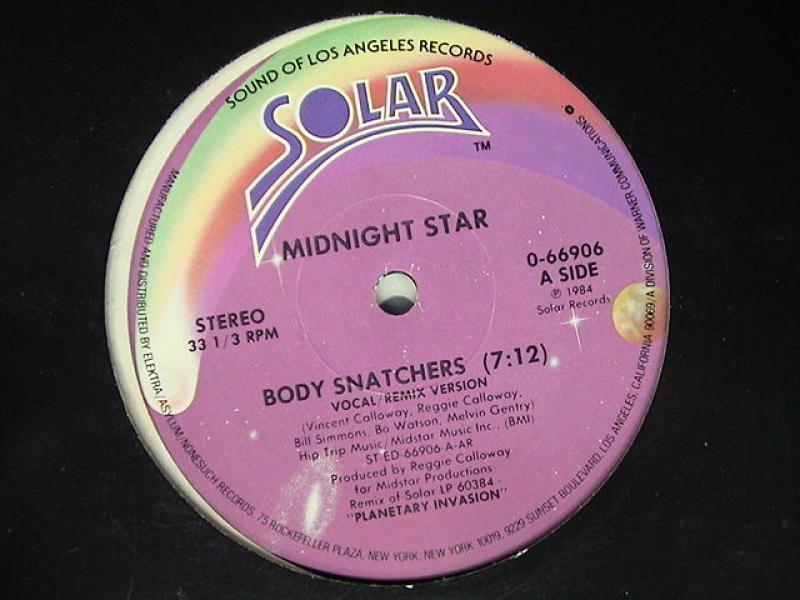 SOUND OF LOS ANGELES RECORDS
SOLAR
TM
MIDNIGHT STAR
STEREO
33 1/3 RPM
0-66906
A SIDE
℗ 1984
Solar Records
BODY SNATCHERS (7:12)
VOCAL/REMIX VERSION
(Vincent Calloway, Reggie Calloway,
Bill Simmons, Bo Watson, Melvin Gentry)
Hip Trip Music/Midstar Music Inc., (BMI)
ST-ED-66906-A-AR
Produced by Reggie Calloway
for Midstar Productions
Remix of Solar LP 60384
"PLANETARY INVASION"
MANUFACTURED AND DISTRIBUTED BY ELEKTRA/ASYLUM/NONESUCH RECORDS, 75 ROCKEFELLER PLAZA, NEW YORK, NEW YORK 10019, 9229 SUNSET BOULEVARD, LOS ANGELES, CALIFORNIA 90069/A DIVISION OF WARNER COMMUNICATIONS